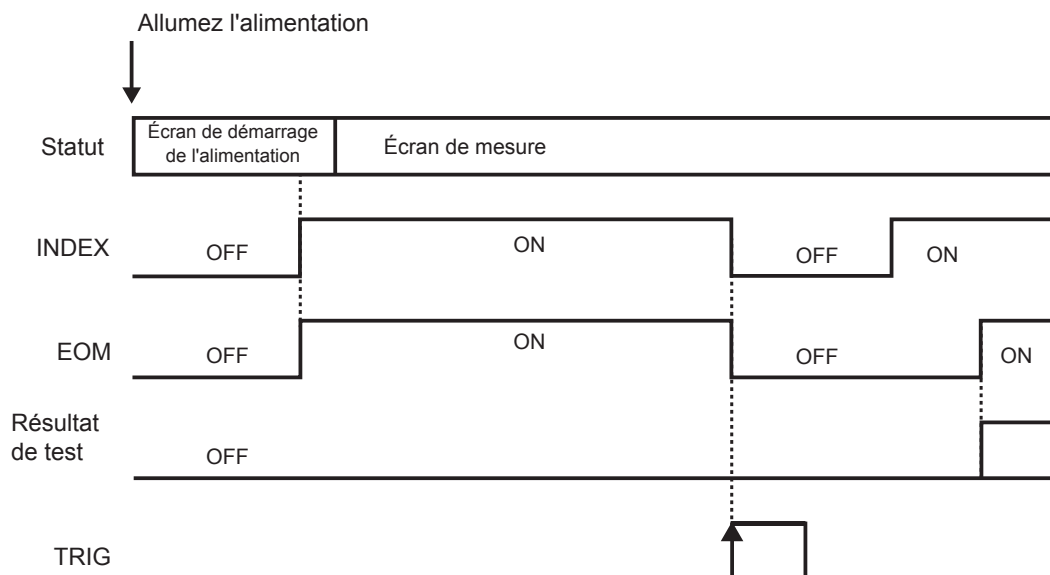 Allumez l'alimentation
Statut
Écran de démarrage
de l'alimentation
Écran de mesure
INDEX
OFF
ON
OFF
ON
EOM
OFF
ON
OFF
ON
Résultat
de test
OFF
TRIG